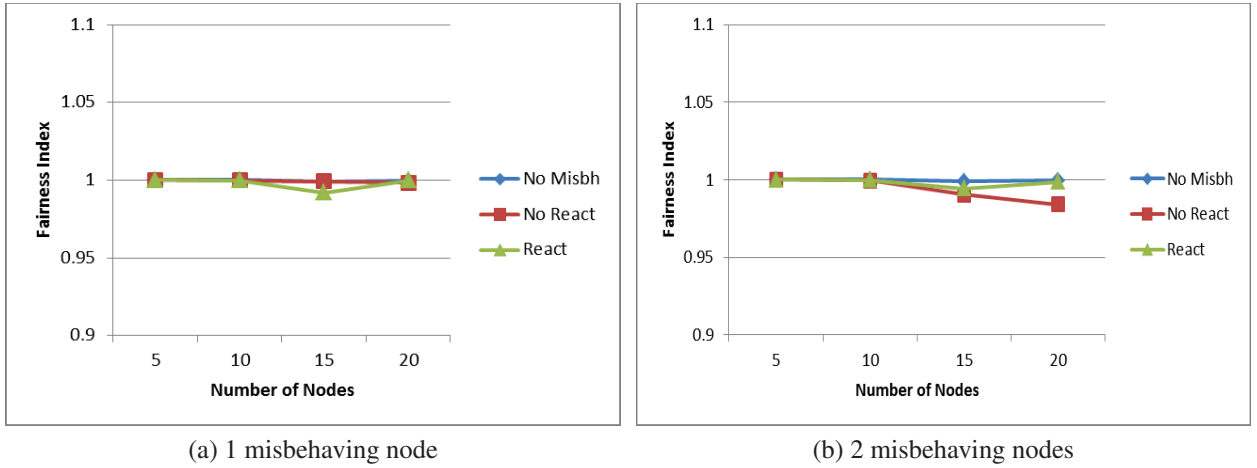 1.1
1.05
1
0.95
0.9
Fairness Index
5 10 15 20
Number of Nodes
No Misbh
No React
React
(a) 1 misbehaving node
1.1
1.05
1
0.95
0.9
Fairness Index
5 10 15 20
Number of Nodes
No Misbh
No React
React
(b) 2 misbehaving nodes